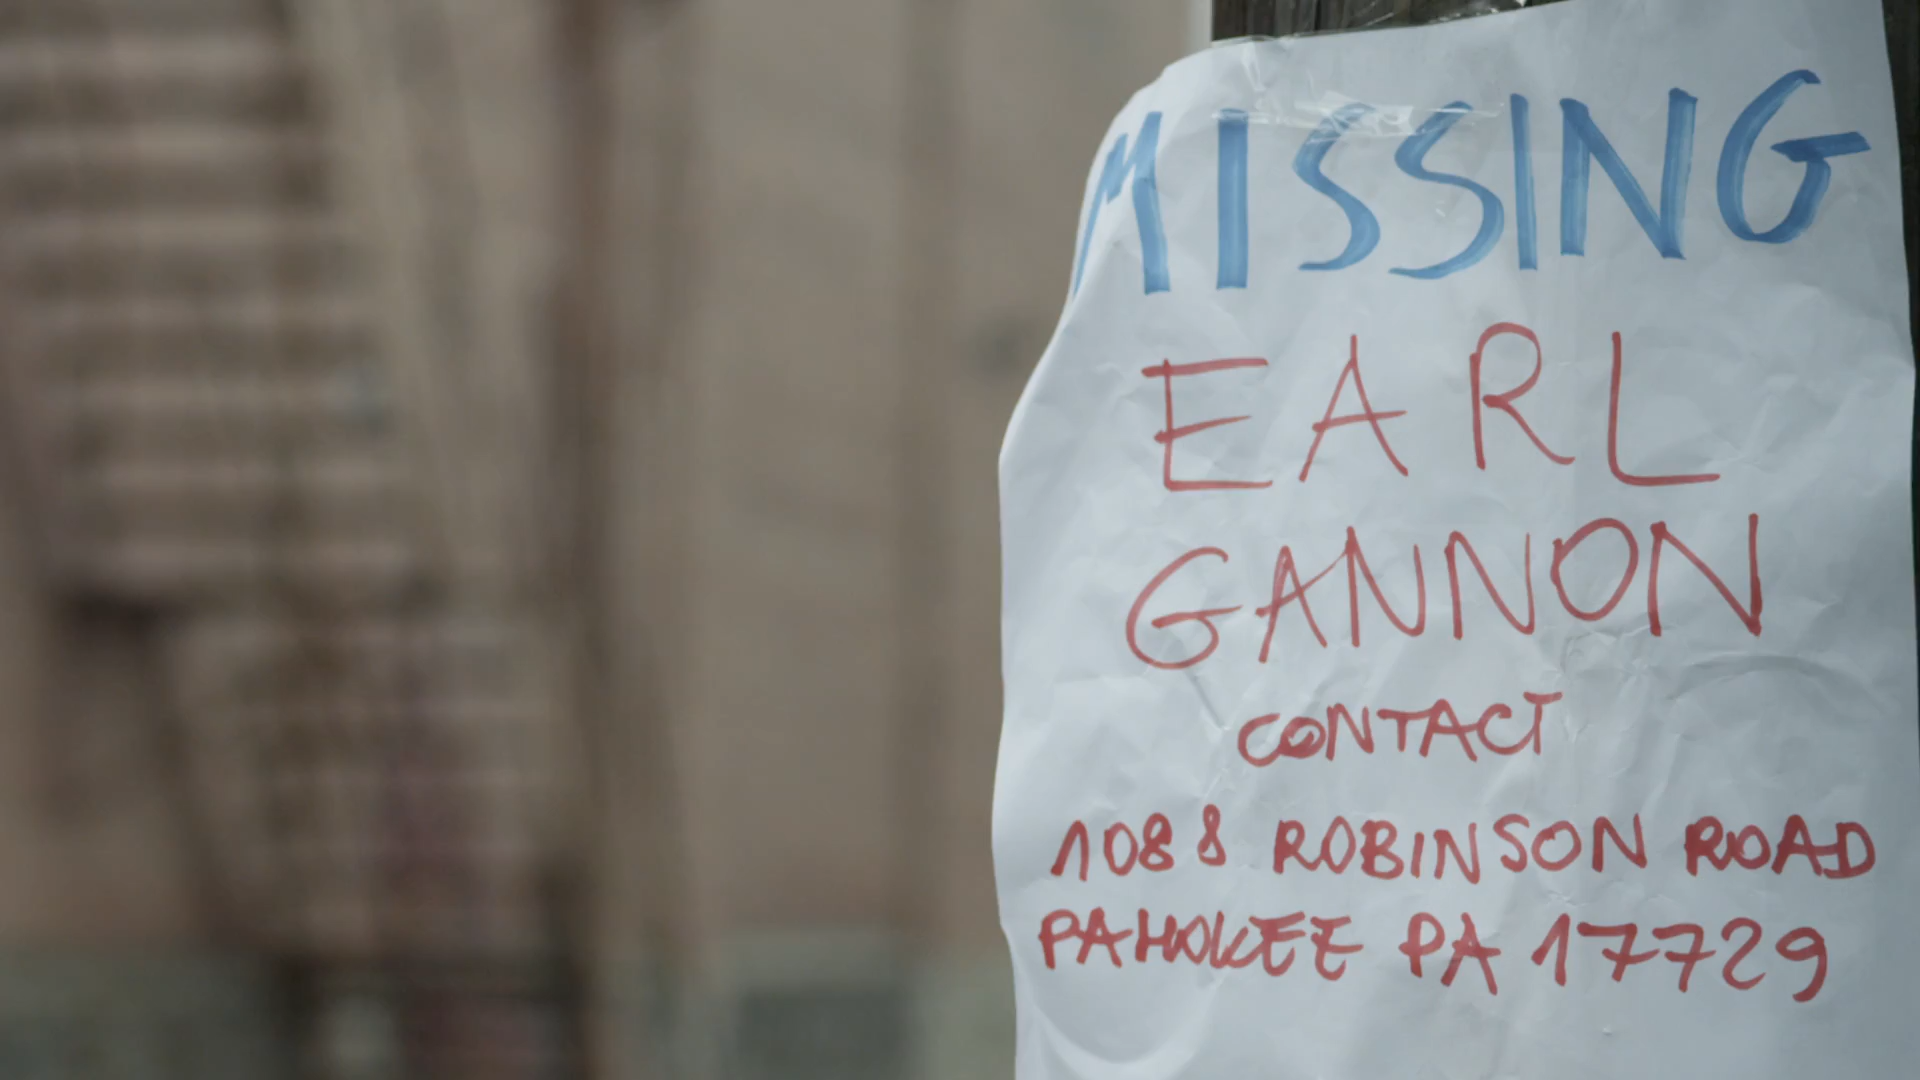 MISSING
EARL
GANNON
CONTACT
1088 ROBINSON ROAD
PAHOKEE PA 17729